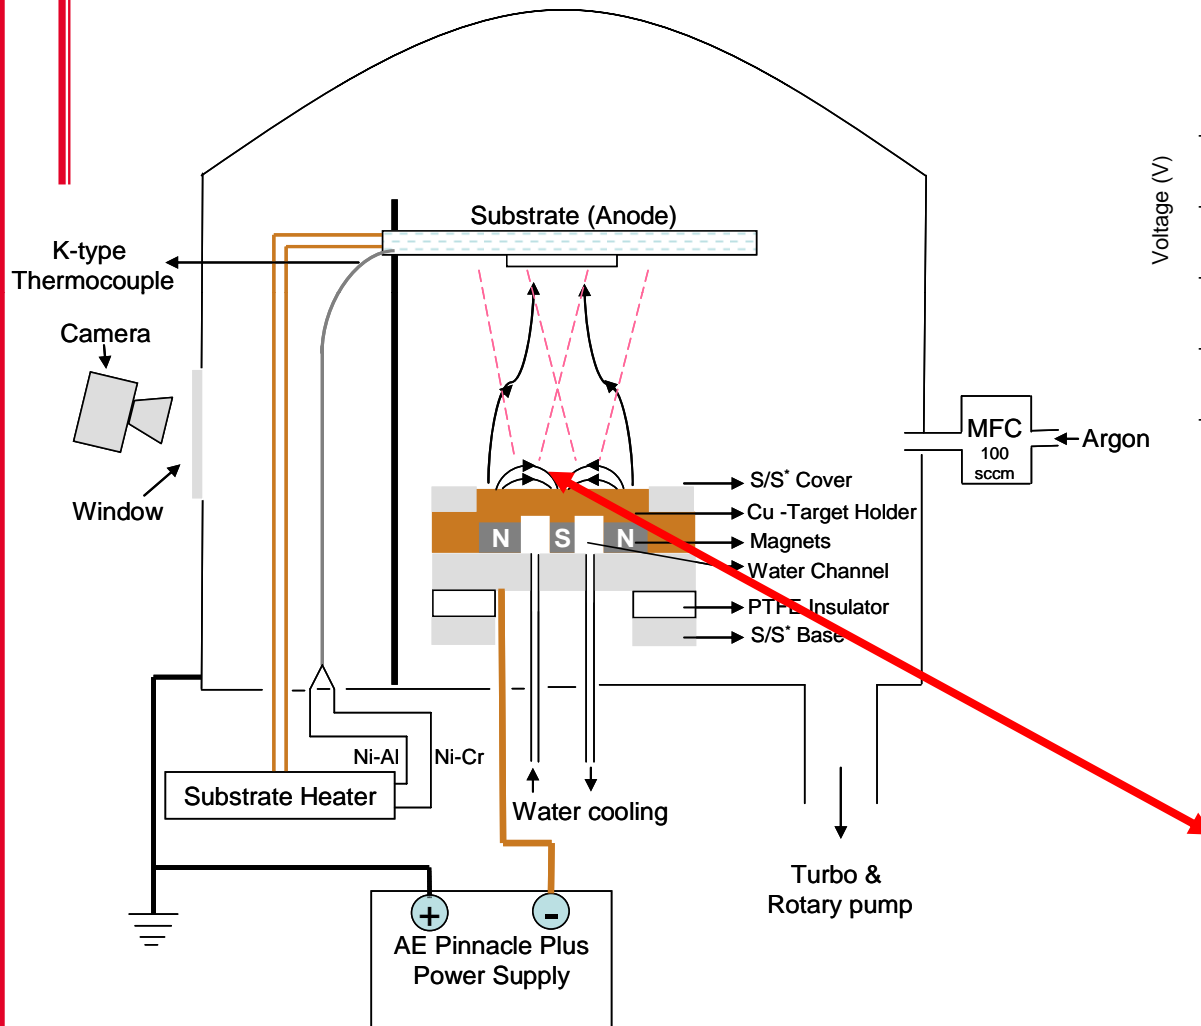 Voltage (V)
Substrate (Anode)
K-type
Thermocouple
Camera
Window
MFC
100
sccm
Argon
S/S* Cover
Cu -Target Holder
N
S
N
Magnets
Water Channel
PTFE Insulator
S/S* Base
Ni-Al
Ni-Cr
Substrate Heater
Water cooling
Turbo &
Rotary pump
+
-
AE Pinnacle Plus
Power Supply